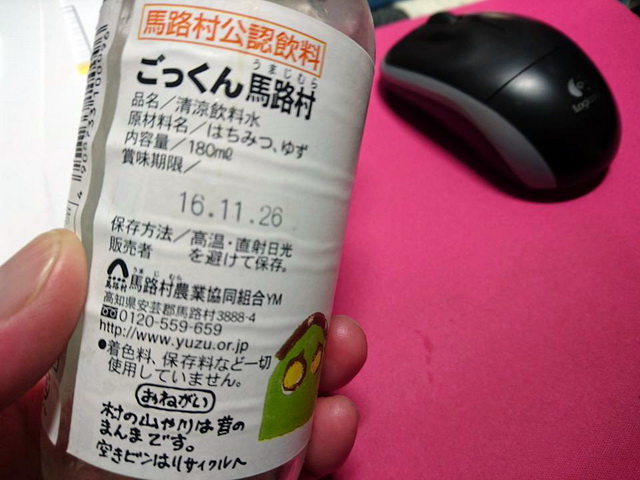 馬路村公認飲料
うまじむら
ごっくん馬路村
品名／清涼飲料水
原材料名／はちみつ、ゆず
内容量／180mℓ
賞味期限／
16.11.26
保存方法／高温・直射日光
を避けて保存。
販売者
うまじむら
馬路村農業協同組合YM
高知県安芸郡馬路村3888-4
0120-559-659
http://www.yuzu.or.jp
●着色料、保存料など一切
使用していません。
おねがい
村の山や川は昔の
まんまです。
空きビンはリサイクルへ
Logitech